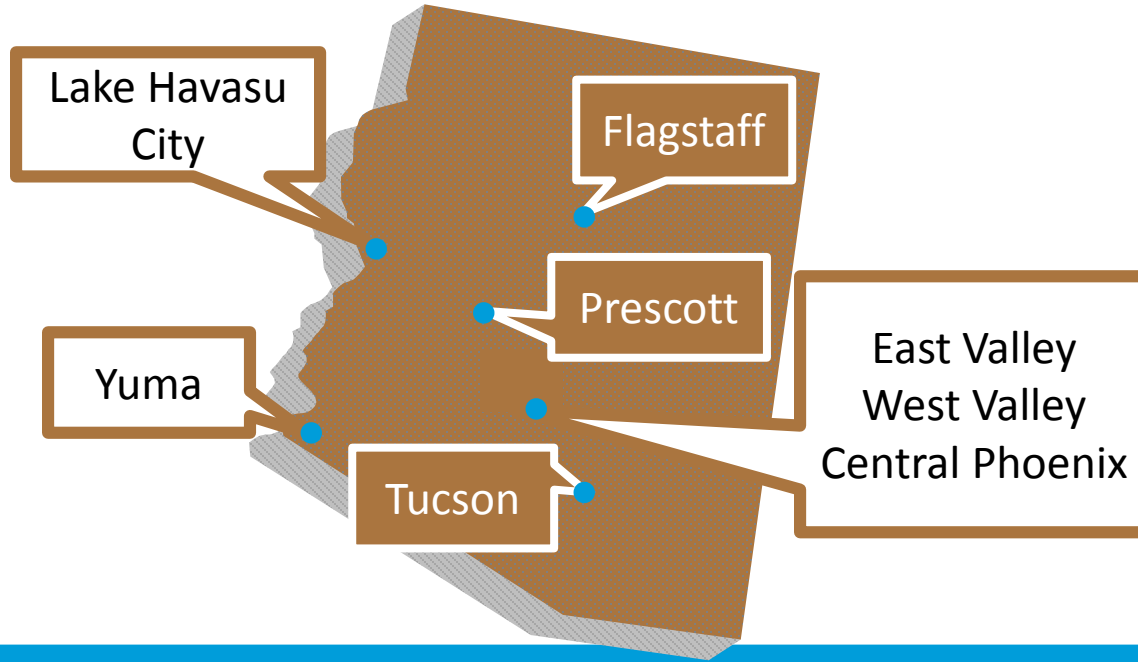 Lake Havasu
City
Flagstaff
Prescott
East Valley
West Valley
Central Phoenix
Yuma
Tucson